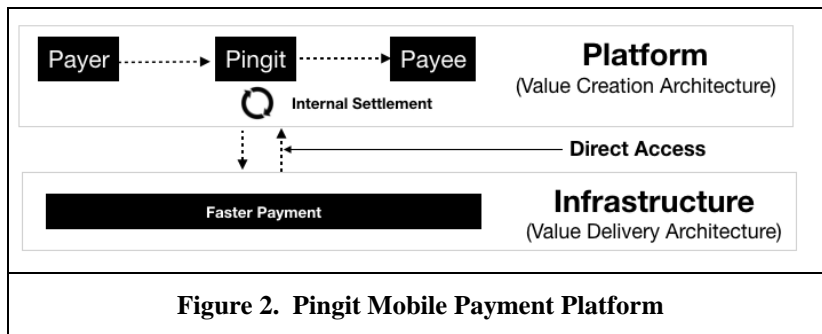 Payer
Pingit
Payee
Platform
(Value Creation Architecture)
Internal Settlement
Direct Access
Faster Payment
Infrastructure
(Value Delivery Architecture)
Figure 2. Pingit Mobile Payment Platform